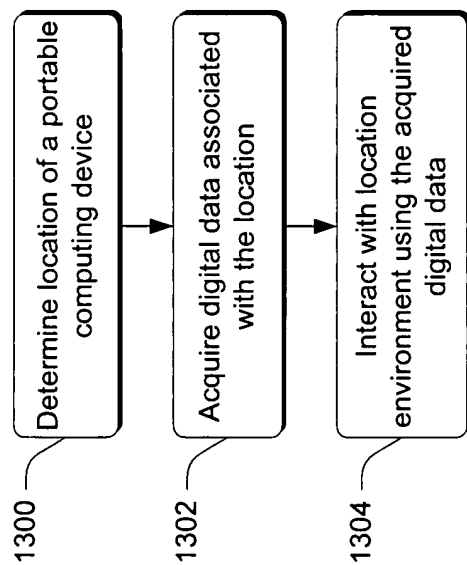 1300
Determine location of a portable
computing device
1302
Acquire digital data associated
with the location
1304
Interact with location
environment using the acquired
digital data